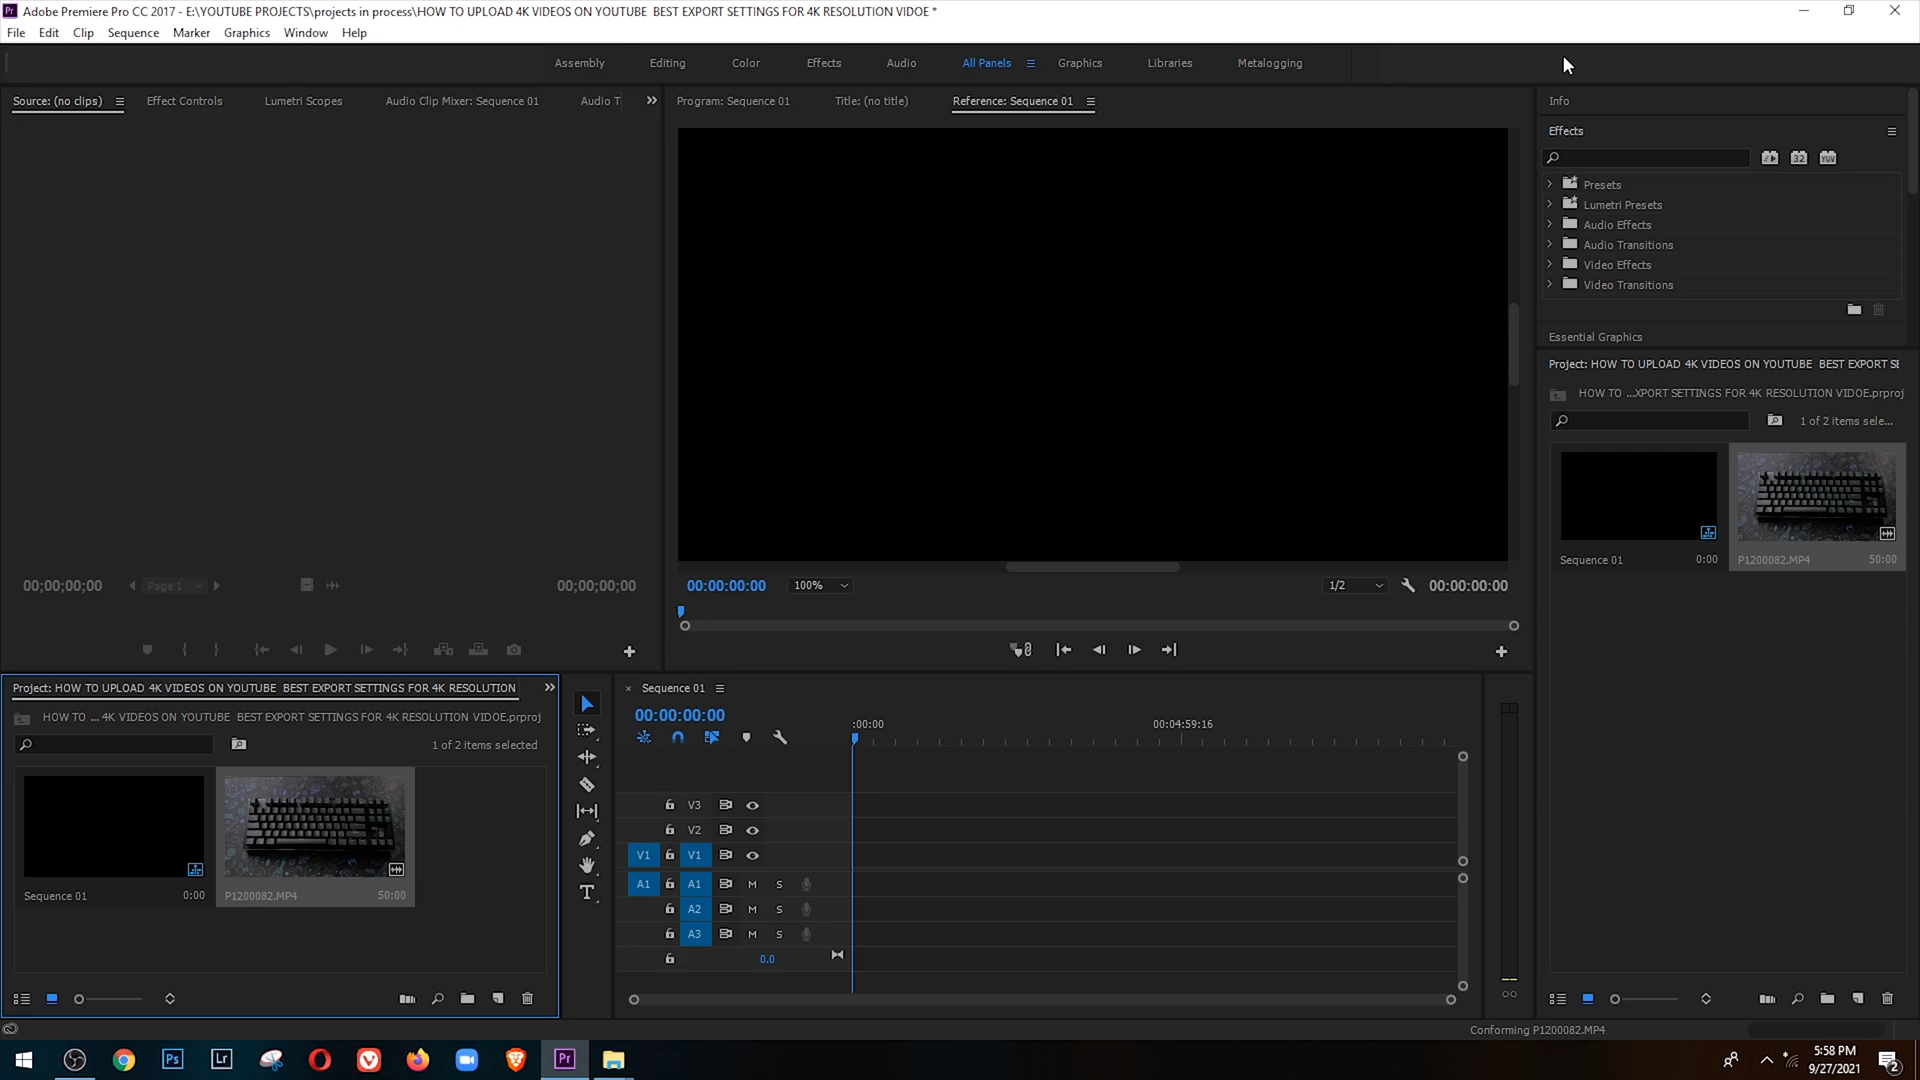 Pr Adobe Premiere Pro CC 2017 - E:\YOUTUBE PROJECTS\projects in process\HOW TO UPLOAD 4K VIDEOS ON YOUTUBE  BEST EXPORT SETTINGS FOR 4K RESOLUTION VIDOE *
File Edit Clip Sequence Marker Graphics Window Help
Assembly Editing Color Effects Audio All Panels Graphics Libraries Metalogging
Source: (no clips) Effect Controls Lumetri Scopes Audio Clip Mixer: Sequence 01 Audio T
Program: Sequence 01 Title: (no title) Reference: Sequence 01
Info
Effects
32 YUV
Presets
Lumetri Presets
Audio Effects
Audio Transitions
Video Effects
Video Transitions
Essential Graphics
Project: HOW TO UPLOAD  4K VIDEOS ON YOUTUBE  BEST EXPORT SE
HOW TO ...XPORT SETTINGS FOR 4K RESOLUTION VIDOE.prproj
1 of 2 items sele...
Sequence 01 0:00 P1200082.MP4 50:00
00;00;00;00 Page 1 00;00;00;00
00:00:00:00 100% 1/2 00:00:00:00
Project: HOW TO UPLOAD  4K VIDEOS ON YOUTUBE  BEST EXPORT SETTINGS FOR 4K RESOLUTION
HOW TO ... 4K VIDEOS ON YOUTUBE  BEST EXPORT SETTINGS FOR 4K RESOLUTION VIDOE.prproj
1 of 2 items selected
Sequence 01 0:00 P1200082.MP4 50:00
× Sequence 01
00:00:00:00
:00:00 00:04:59:16
V3
V2
V1 V1
A1 A1 M S
A2 M S
A3 M S
0.0
Conforming P1200082.MP4
Ps Lr Pr
5:58 PM
9/27/2021
2